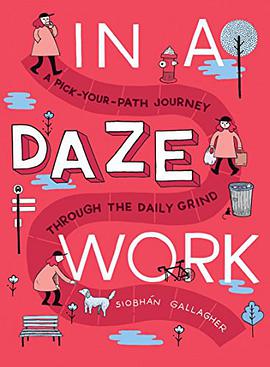 IN A
A PICK-YOUR-PATH JOURNEY
DAZE
THROUGH THE DAILY GRIND
WORK
SIOBHÁN GALLAGHER